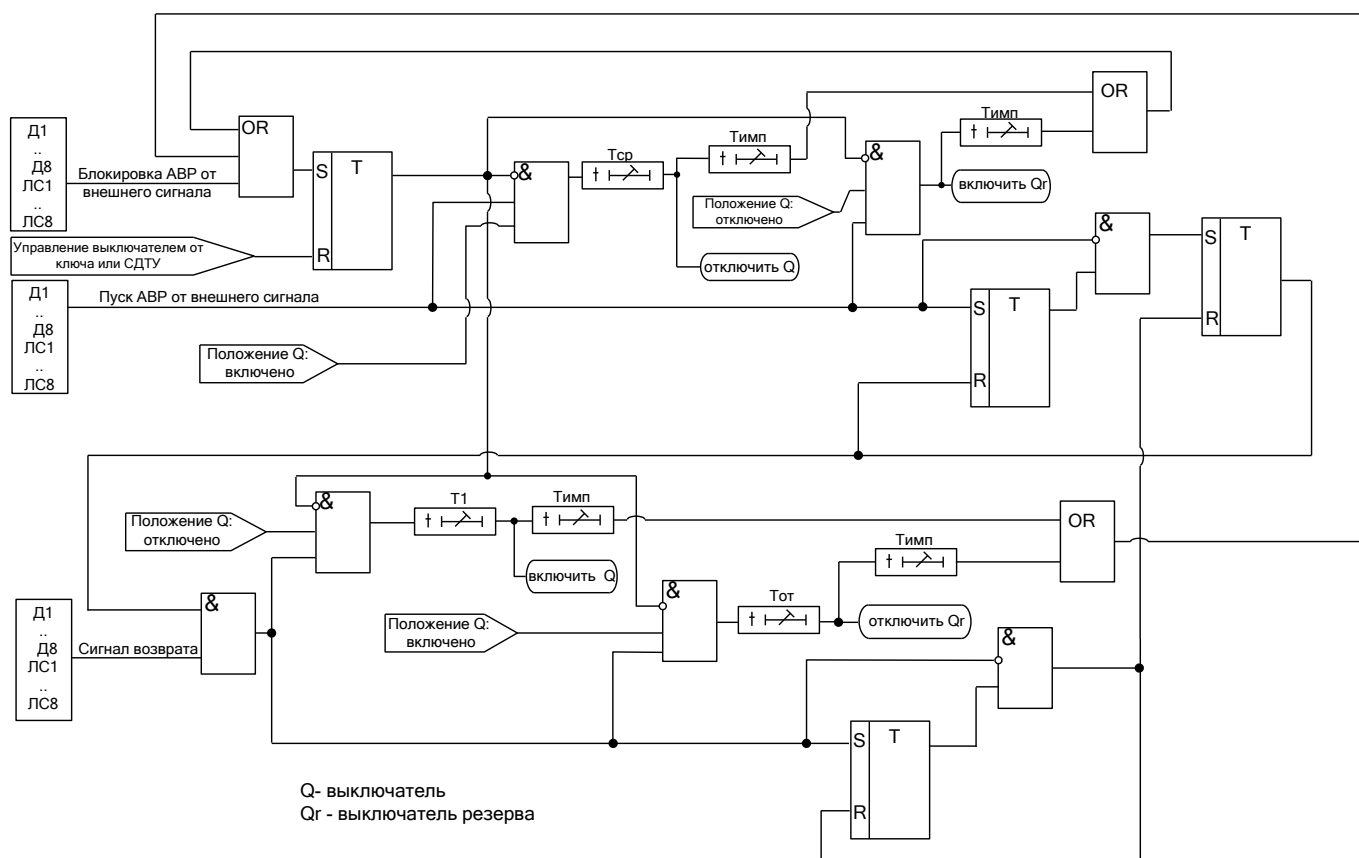 OR
Тимп
OR
Тимп
Д1
..
Д8
ЛС1
..
ЛС8
Блокировка АВР от
внешнего сигнала
S
T
R
Управление выключателем от
ключа или СДТУ
&
Тср
t
t
&
t
Положение Q:
отключено
включить Qr
отключить Q
&
S
T
R
Д1
..
Д8
ЛС1
..
ЛС8
Пуск АВР от внешнего сигнала
S
T
R
Положение Q:
включено
&
Т1
t
Тимп
t
Положение Q:
отключено
включить Q
OR
Тимп
t
Д1
..
Д8
ЛС1
..
ЛС8
Сигнал возврата
&
Положение Q:
включено
&
Тот
t
отключить Qr
&
S
T
R
Q- выключатель
Qr - выключатель резерва